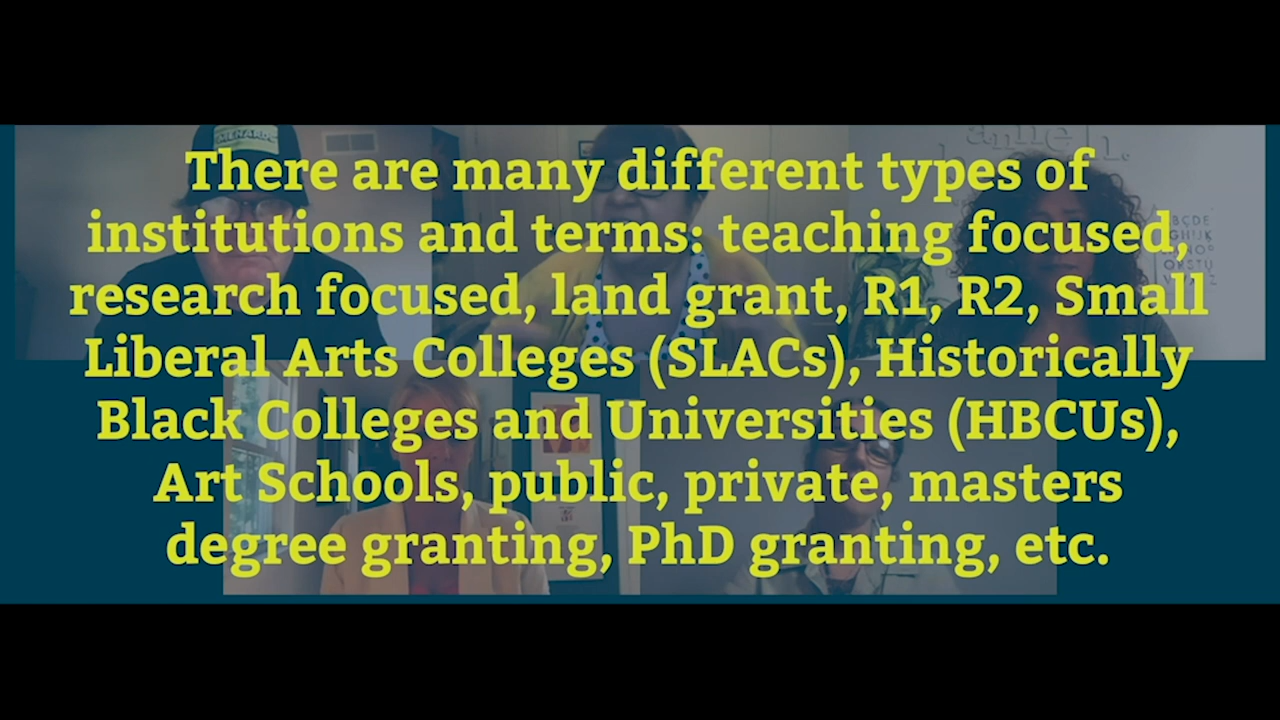 There are many different types of
institutions and terms: teaching focused,
research focused, land grant, R1, R2, Small
Liberal Arts Colleges (SLACs), Historically
Black Colleges and Universities (HBCUs),
Art Schools, public, private, masters
degree granting, PhD granting, etc.
MENARDS